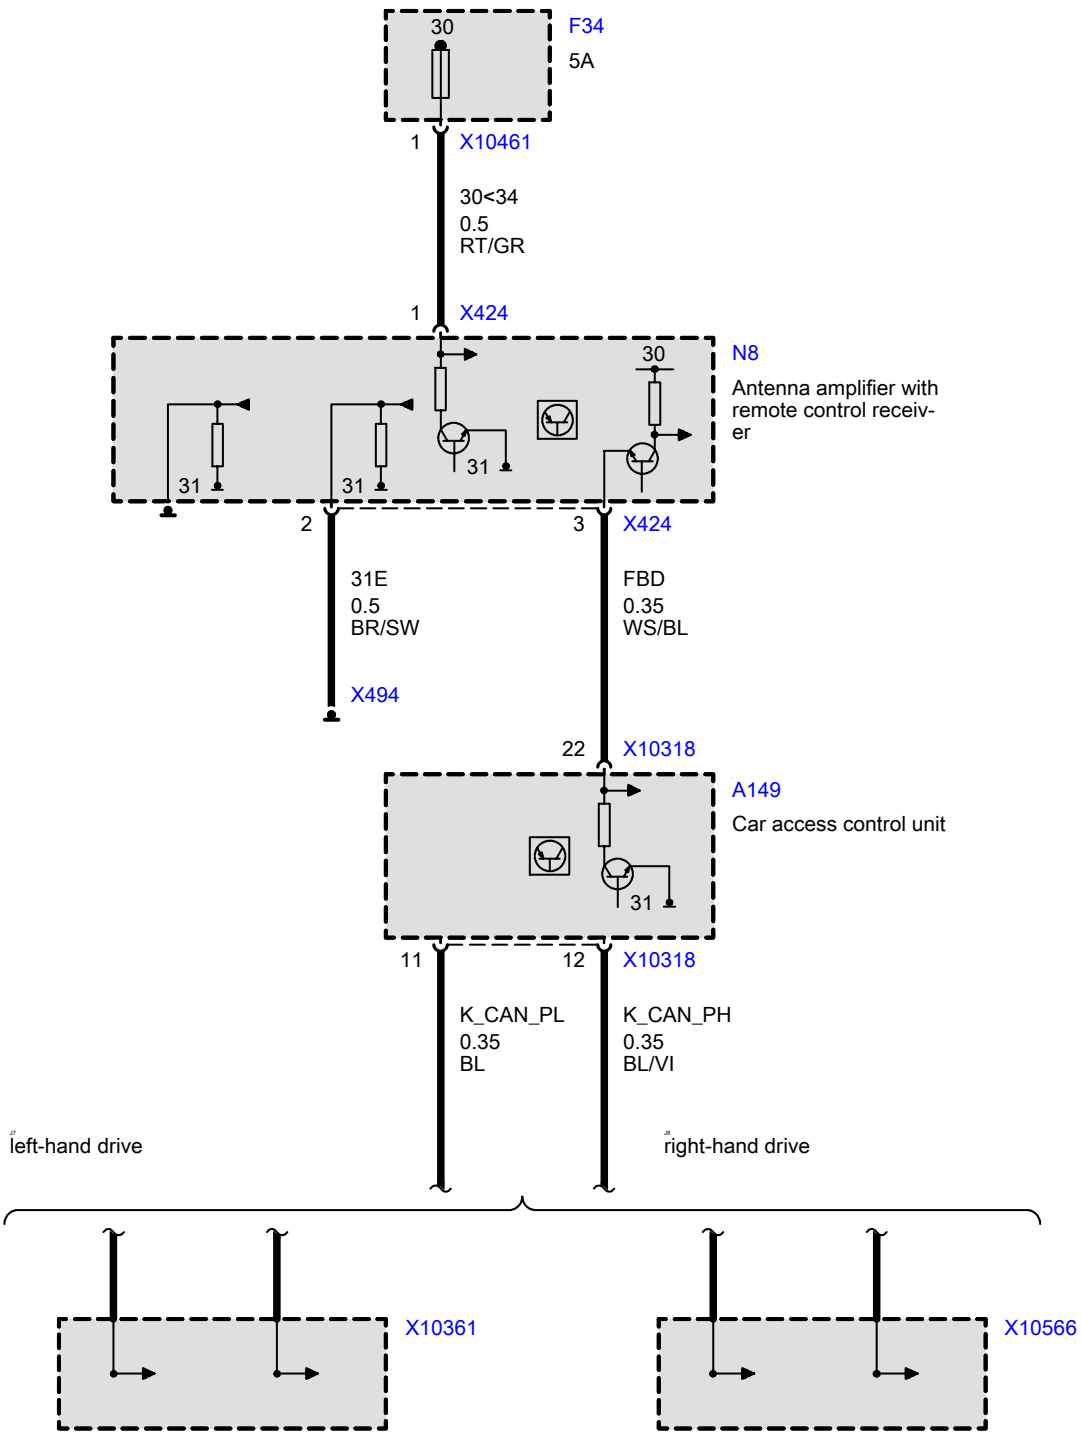 30
F34
5A
1
X10461
30<34
0.5
RT/GR
1
X424
N8
Antenna amplifier with
remote control receiv-
er
30
31
31
31
2
3
X424
31E
0.5
BR/SW
FBD
0.35
WS/BL
X494
22
X10318
A149
Car access control unit
31
11
12
X10318
K_CAN_PL
0.35
BL
K_CAN_PH
0.35
BL/VI
J7
left-hand drive
J8
right-hand drive
X10361
X10566